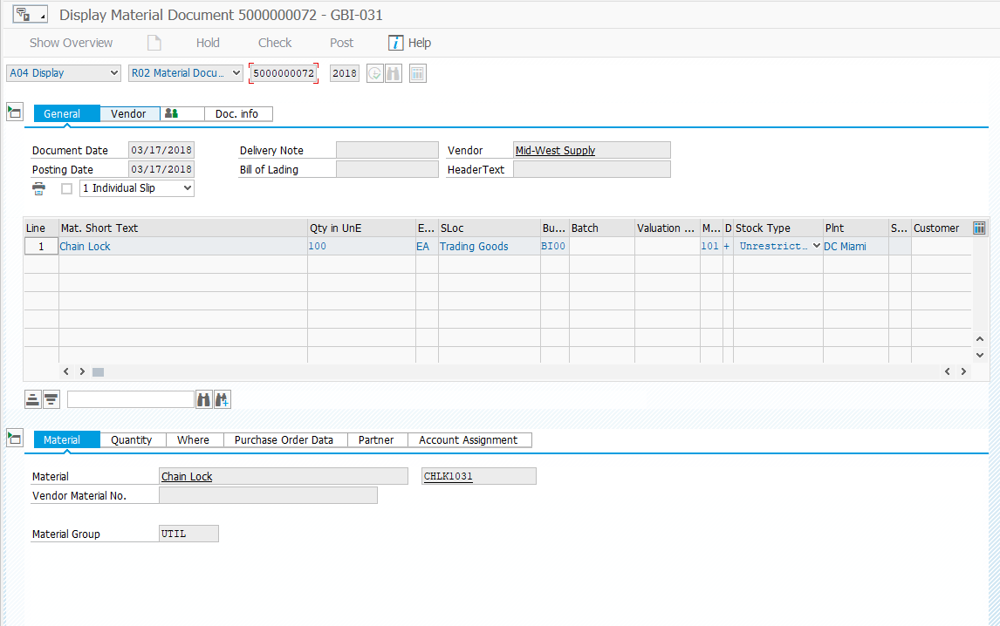 Display Material Document 5000000072 - GBI-031
Show Overview Hold Check Post Help
A04 Display R02 Material Docu... 5000000072 2018
General Vendor Doc. info
Document Date 03/17/2018 Delivery Note Vendor Mid-West Supply
Posting Date 03/17/2018 Bill of Lading HeaderText
1 Individual Slip
Line Mat. Short Text Qty in UnE E... SLoc Bu... Batch Valuation ... M... D Stock Type Plnt S... Customer
1 Chain Lock 100 EA Trading Goods BI00 101 + Unrestrict... DC Miami
Material Quantity Where Purchase Order Data Partner Account Assignment
Material Chain Lock CHLK1031
Vendor Material No.
Material Group UTIL